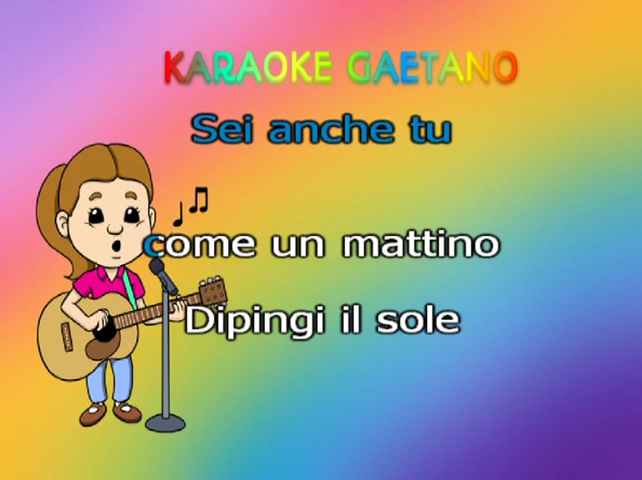 KARAOKE GAETANO
Sei anche tu
come un mattino
Dipingi il sole